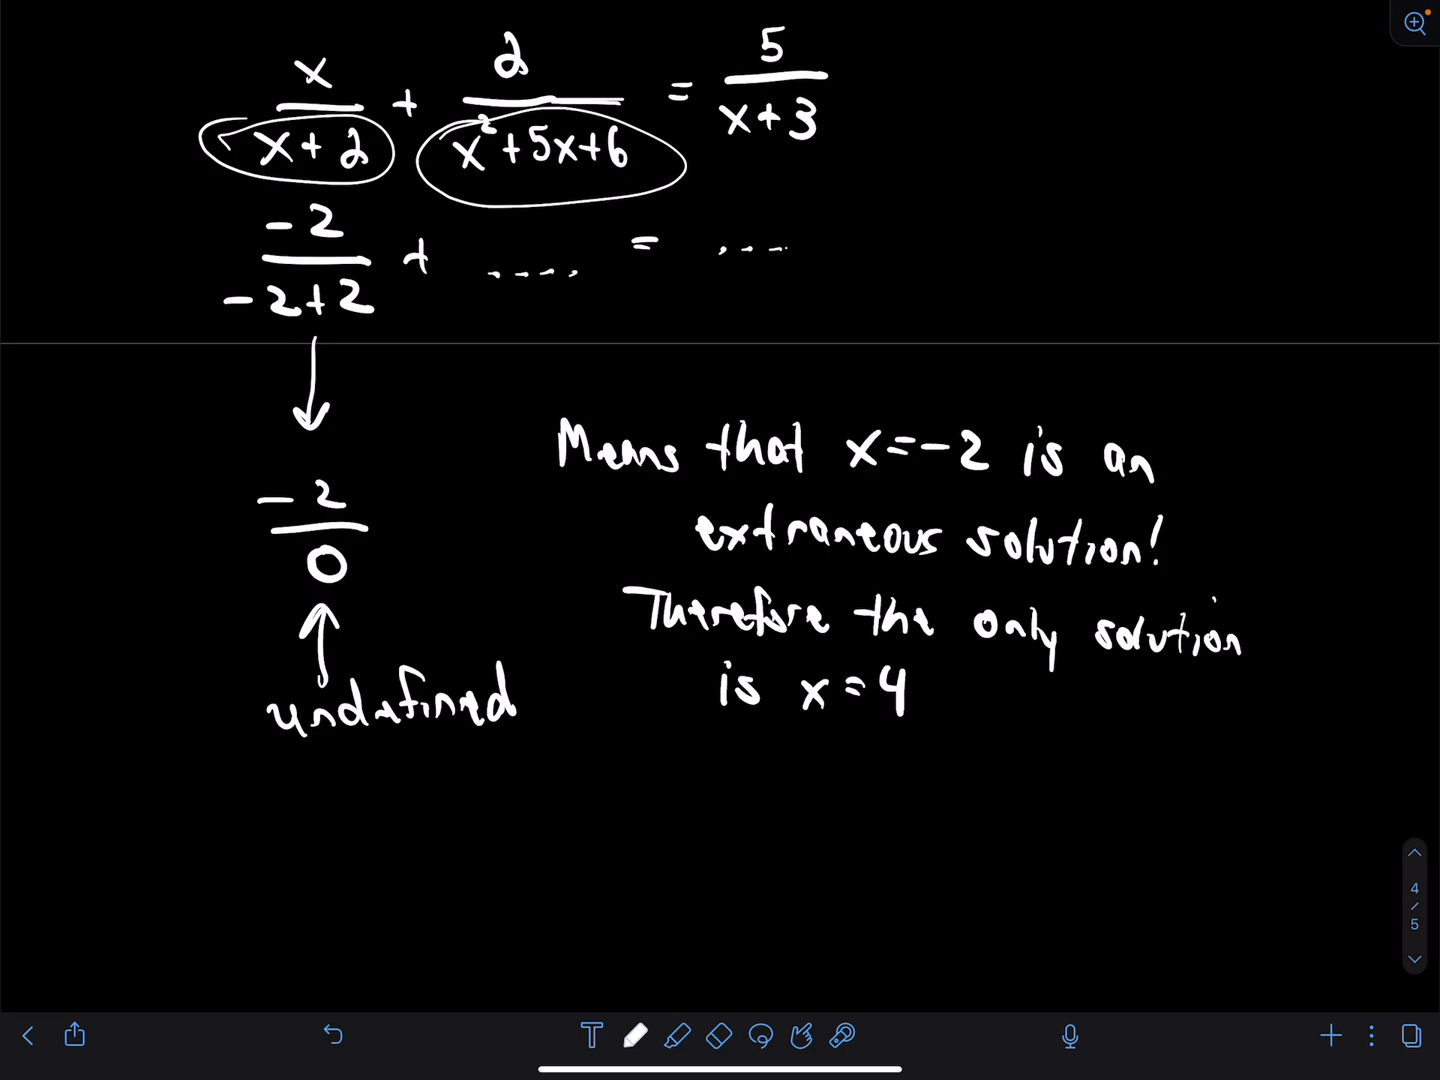 x/(x+2) + 2/(x²+5x+6) = 5/(x+3)
-2/(-2+2) + .... = ....
-2/0
undefined
Means that x=-2 is an
extraneous solution!
Therefore the only solution
is x=4
4
/
5
T